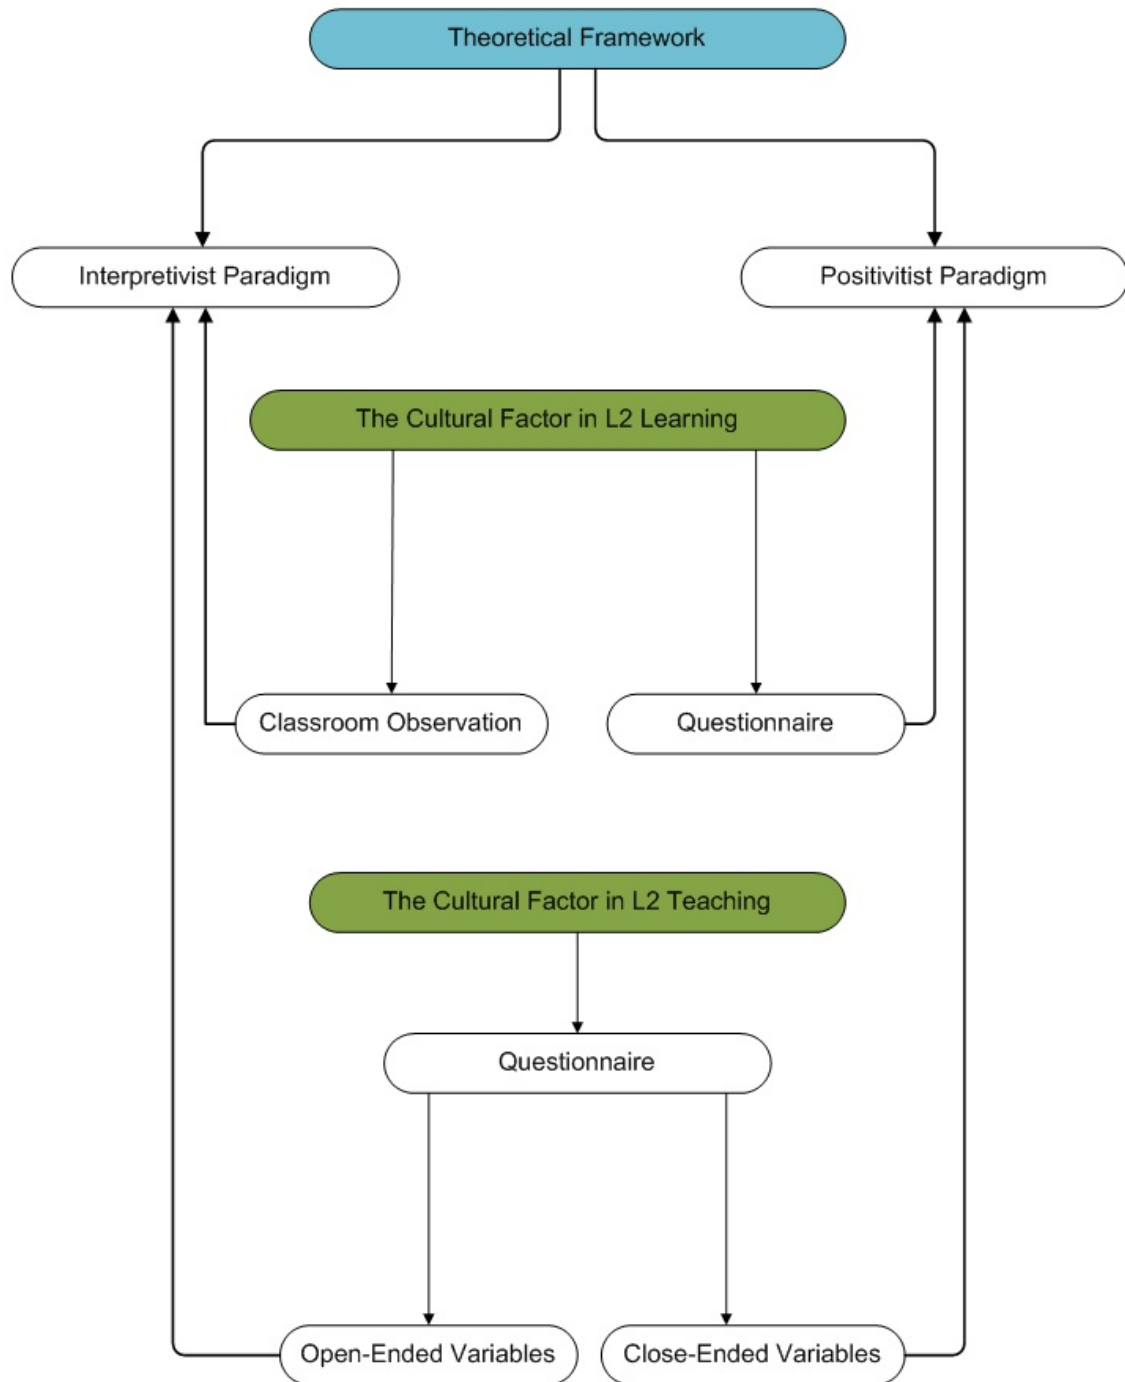 Theoretical Framework
Interpretivist Paradigm
Positivitist Paradigm
The Cultural Factor in L2 Learning
Classroom Observation
Questionnaire
The Cultural Factor in L2 Teaching
Questionnaire
Open-Ended Variables
Close-Ended Variables